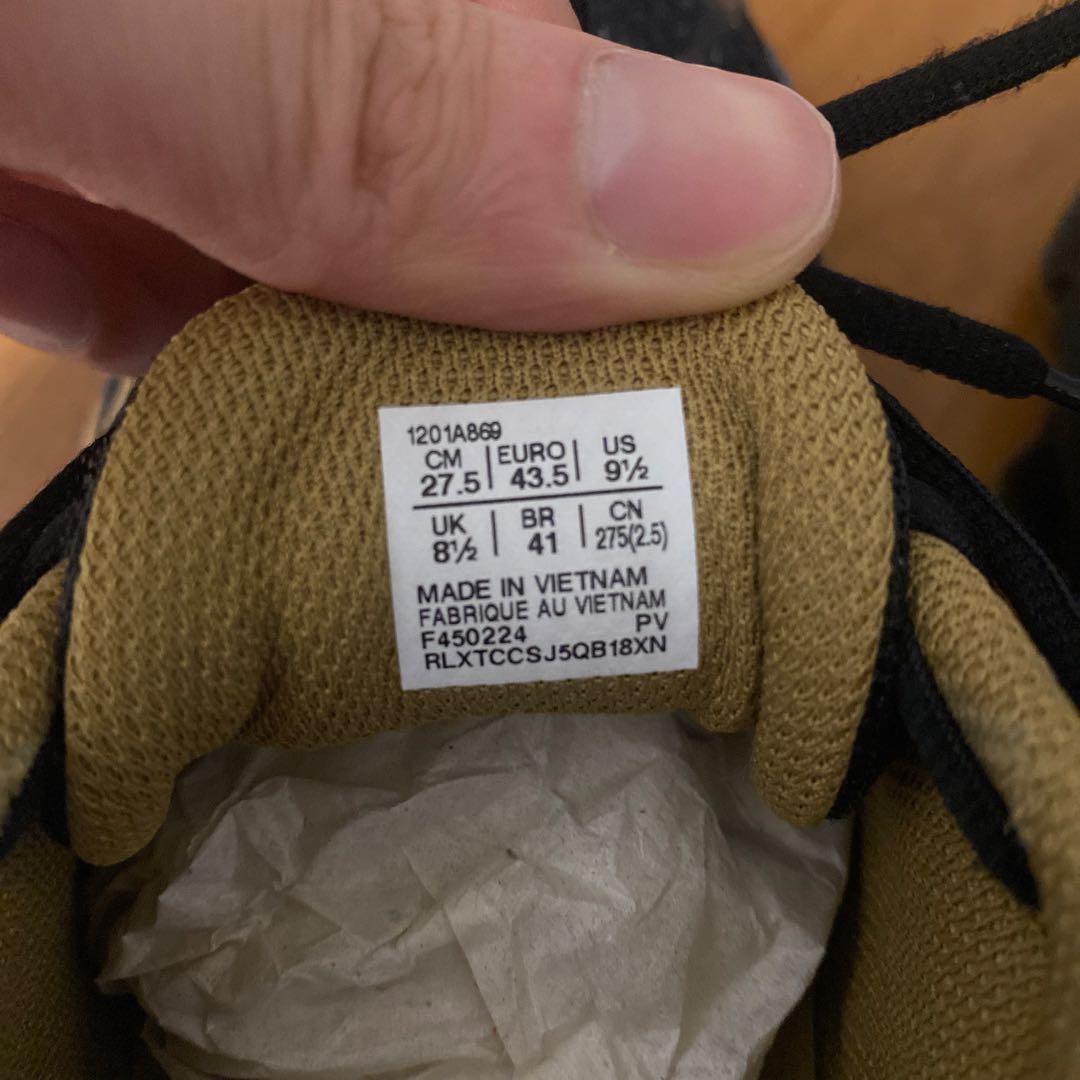 1201A869
CM | EURO | US
27.5 | 43.5 | 9½
UK | BR | CN
8½ | 41 | 275(2.5)
MADE IN VIETNAM
FABRIQUE AU VIETNAM
F450224 PV
RLXTCCSJ5QB18XN